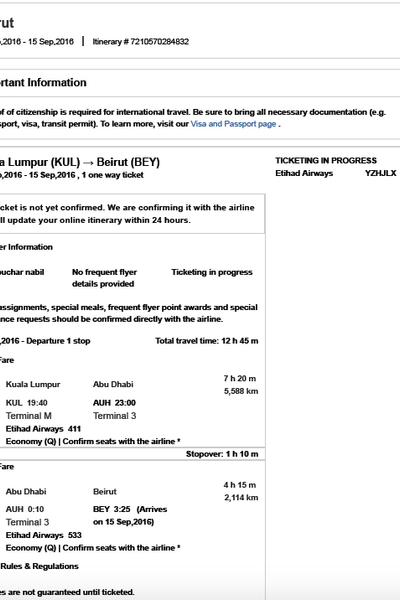 rut
,2016 - 15 Sep,2016 | Itinerary # 7210570284832
rtant Information
of of citizenship is required for international travel. Be sure to bring all necessary documentation (e.g.
sport, visa, transit permit). To learn more, visit our Visa and Passport page .
a Lumpur (KUL) → Beirut (BEY)
,2016 - 15 Sep,2016 , 1 one way ticket
TICKETING IN PROGRESS
Etihad Airways YZHJLX
cket is not yet confirmed. We are confirming it with the airline
ll update your online itinerary within 24 hours.
er Information
ouchar nabil No frequent flyer details provided Ticketing in progress
assignments, special meals, frequent flyer point awards and special
nce requests should be confirmed directly with the airline.
,2016 - Departure 1 stop Total travel time: 12 h 45 m
Fare
Kuala Lumpur Abu Dhabi 7 h 20 m
5,588 km
KUL 19:40 AUH 23:00
Terminal M Terminal 3
Etihad Airways 411
Economy (Q) | Confirm seats with the airline *
Stopover: 1 h 10 m
Fare
Abu Dhabi Beirut 4 h 15 m
2,114 km
AUH 0:10 BEY 3:25 (Arrives
Terminal 3 on 15 Sep,2016)
Etihad Airways 533
Economy (Q) | Confirm seats with the airline *
Rules & Regulations
es are not guaranteed until ticketed.